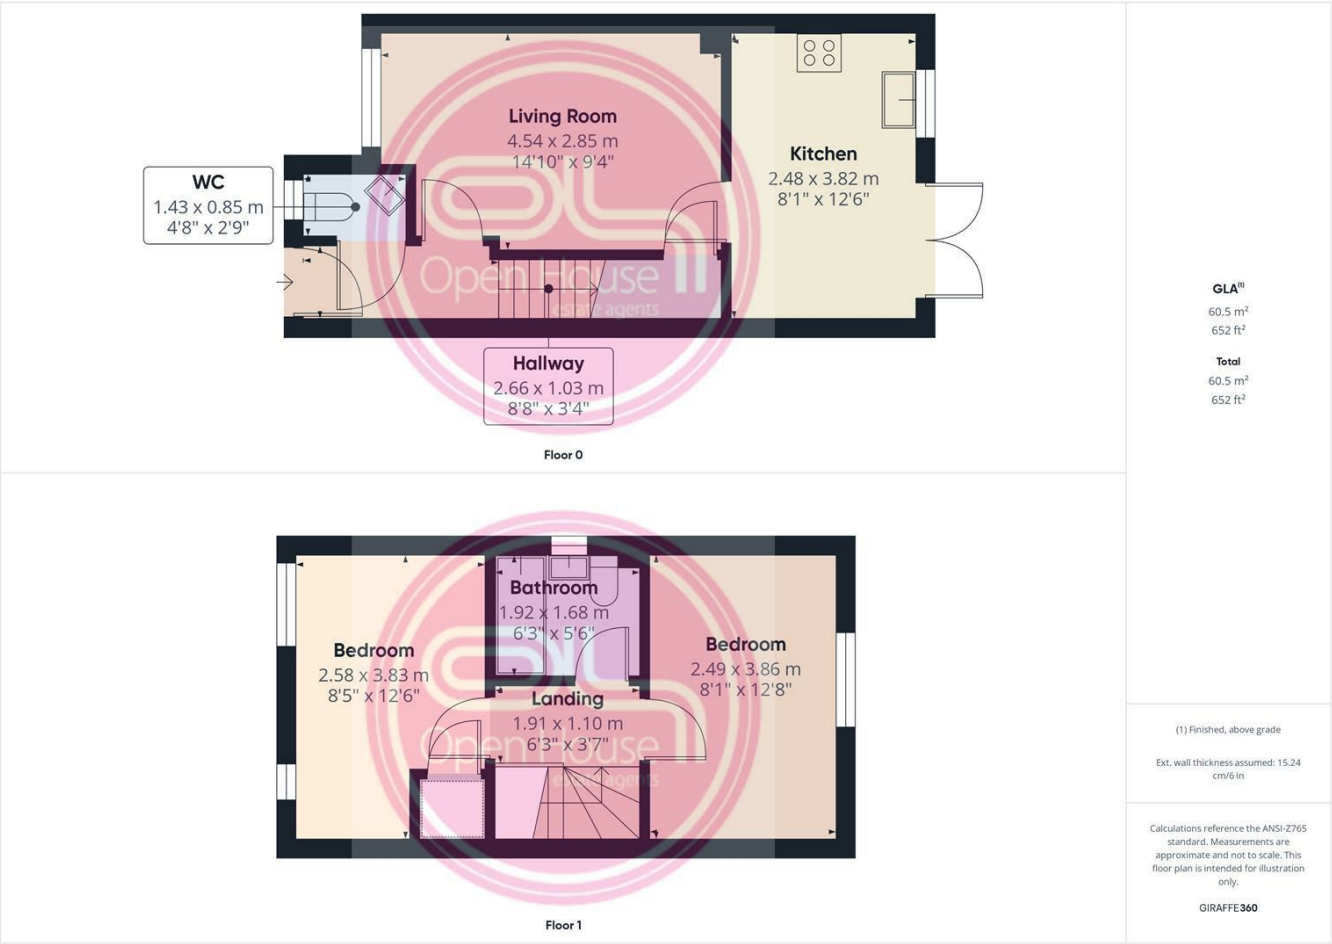 Living Room
4.54 x 2.85 m
14'10" x 9'4"
Kitchen
2.48 x 3.82 m
8'1" x 12'6"
WC
1.43 x 0.85 m
4'8" x 2'9"
Open House
estate agents
Hallway
2.66 x 1.03 m
8'8" x 3'4"
Floor 0
Bathroom
1.92 x 1.68 m
6'3" x 5'6"
Bedroom
2.58 x 3.83 m
8'5" x 12'6"
Bedroom
2.49 x 3.86 m
8'1" x 12'8"
Landing
1.91 x 1.10 m
6'3" x 3'7"
Open House
estate agents
Floor 1
GLA⁽¹⁾
60.5 m²
652 ft²
Total
60.5 m²
652 ft²
(1) Finished, above grade
Ext. wall thickness assumed: 15.24
cm/6 in
Calculations reference the ANSI-Z765
standard. Measurements are
approximate and not to scale. This
floor plan is intended for illustration
only.
GIRAFFE360